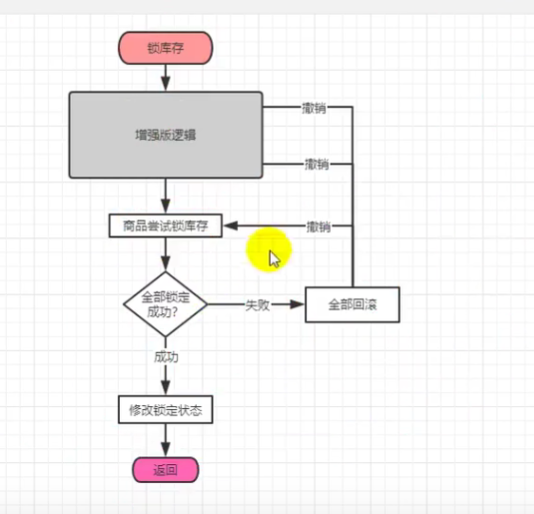 锁库存
撤销
增强版逻辑
撤销
商品尝试锁库存
撤销
全部锁定
成功?
失败
全部回滚
成功
修改锁定状态
返回